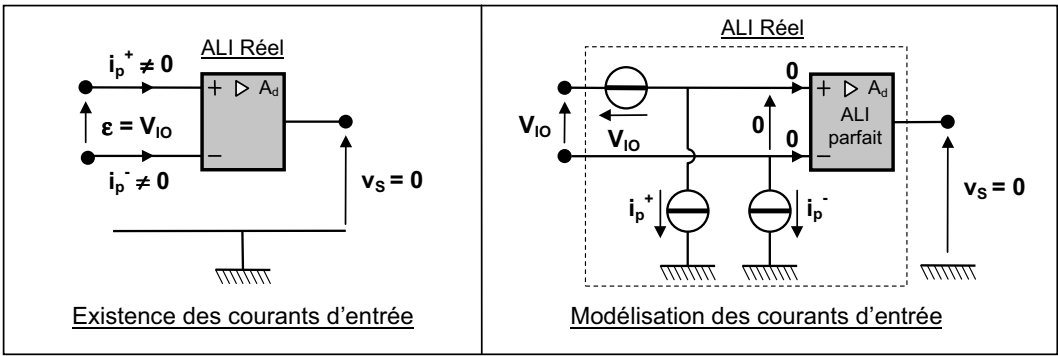 ALI Réel
i_p^+ ≠ 0
+ ▷ A_d
ε = V_IO
−
i_p^- ≠ 0
v_S = 0
Existence des courants d'entrée
ALI Réel
0
+ ▷ A_d
ALI
parfait
V_IO
V_IO
0
0
−
i_p^+
i_p^-
v_S = 0
Modélisation des courants d'entrée